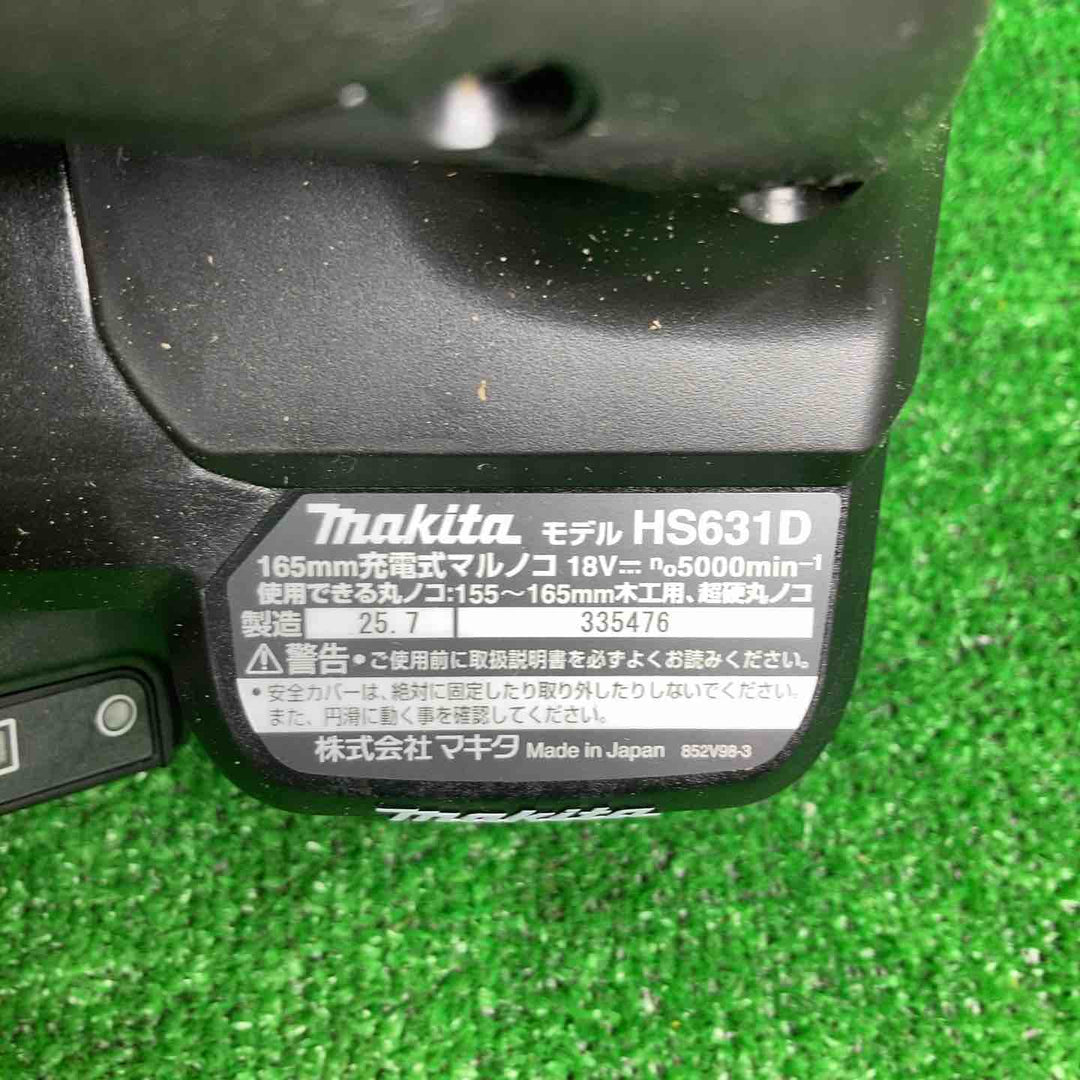 makita モデル HS631D
165mm充電式マルノコ 18V⎓ n₀5000min⁻¹
使用できる丸ノコ:155～165mm木工用、超硬丸ノコ
製造 25.7 335476
⚠警告・ご使用前に取扱説明書を必ずよくお読みください。
・安全カバーは、絶対に固定したり取り外したりしないでください。
また、円滑に動く事を確認してください。
株式会社マキタ Made in Japan 852V98-3
makita